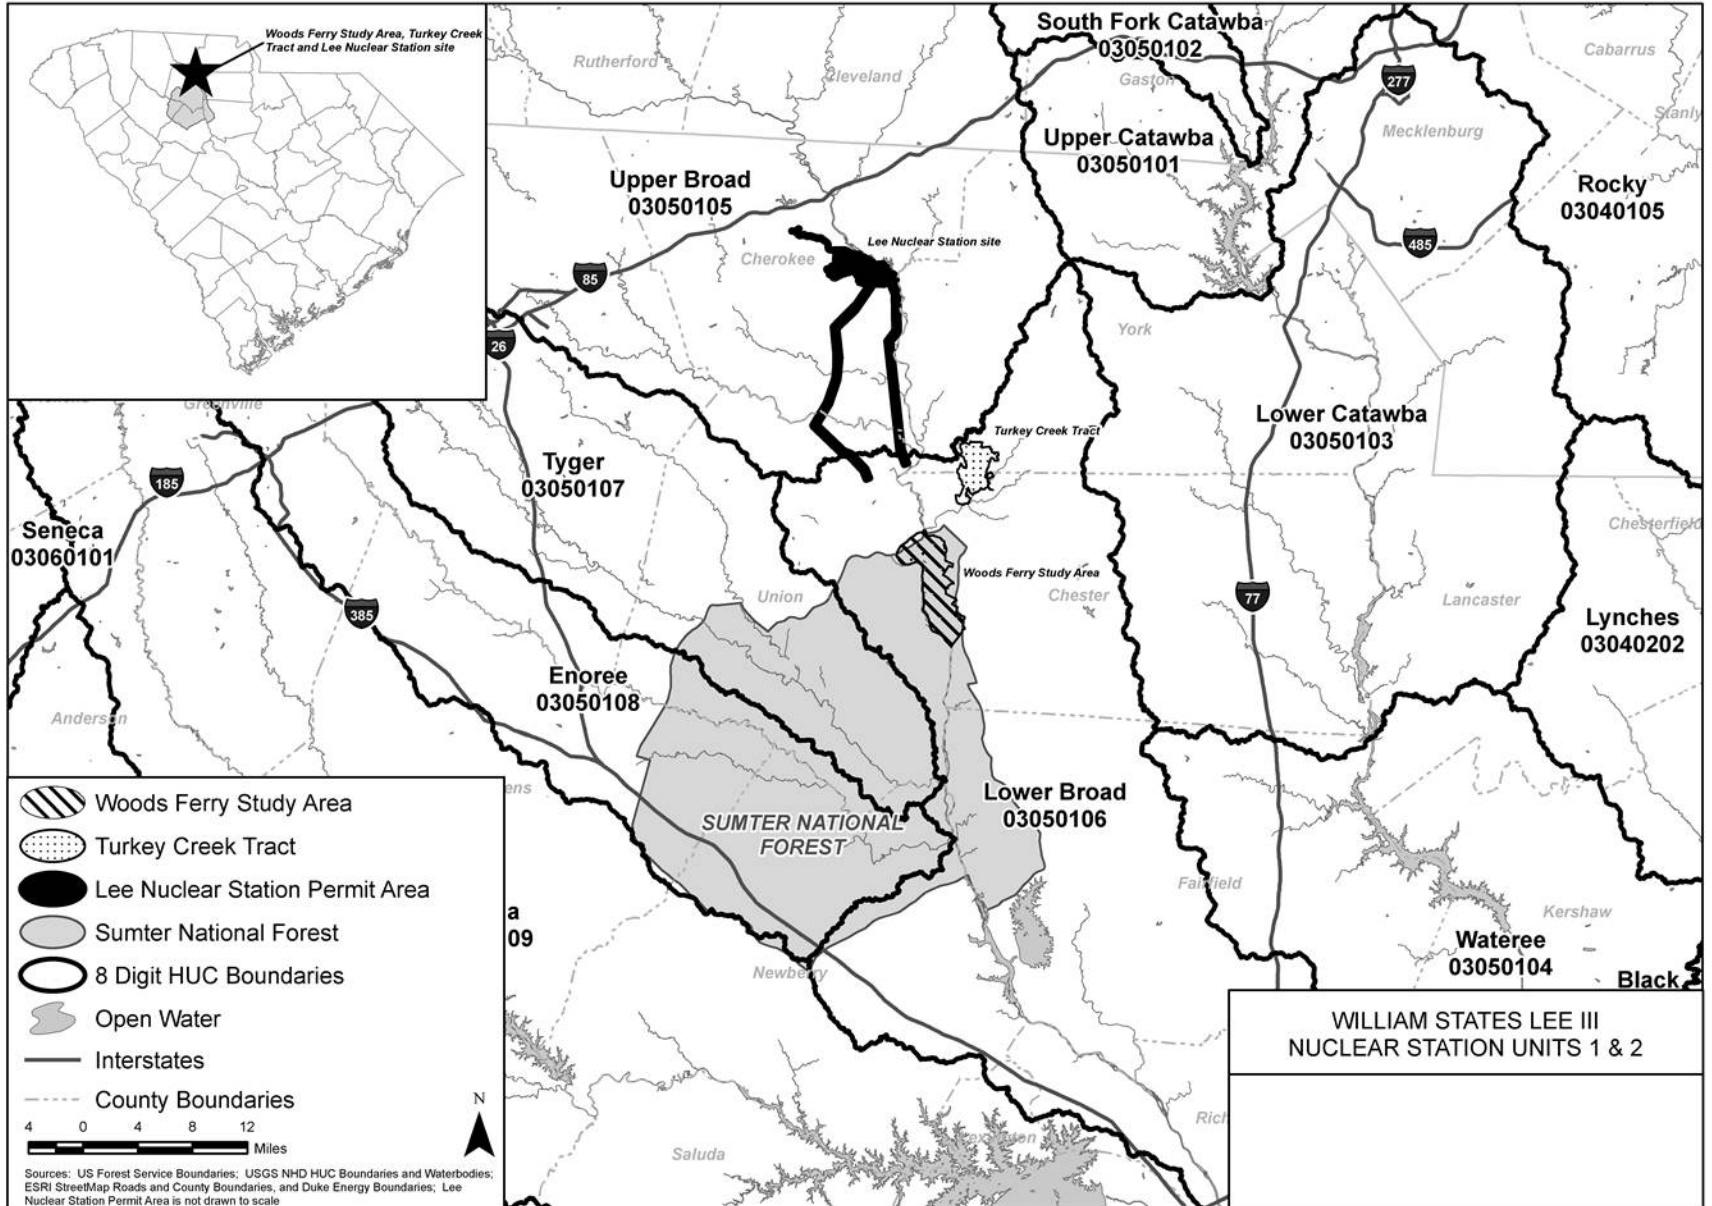 Woods Ferry Study Area, Turkey Creek
Tract and Lee Nuclear Station site
South Fork Catawba
03050102
Rutherford
Cleveland
Gaston
Cabarrus
277
Stanly
Mecklenburg
Upper Catawba
03050101
Upper Broad
03050105
Rocky
03040105
485
Lee Nuclear Station site
Cherokee
85
York
26
Greenville
Lower Catawba
03050103
Turkey Creek Tract
Tyger
03050107
185
Seneca
03060101
Chesterfield
Woods Ferry Study Area
Union
Chester
77
Lancaster
385
Lynches
03040202
Enoree
03050108
Anderson
ens
Lower Broad
03050106
SUMTER NATIONAL
FOREST
Fairfield
Kershaw
a
09
Wateree
03050104
Newberry
Black
Woods Ferry Study Area
Turkey Creek Tract
Lee Nuclear Station Permit Area
Sumter National Forest
8 Digit HUC Boundaries
Open Water
Interstates
County Boundaries
N
4 0 4 8 12
Miles
Sources: US Forest Service Boundaries; USGS NHD HUC Boundaries and Waterbodies;
ESRI StreetMap Roads and County Boundaries, and Duke Energy Boundaries; Lee
Nuclear Station Permit Area is not drawn to scale
WILLIAM STATES LEE III
NUCLEAR STATION UNITS 1 & 2
Rich
Saluda